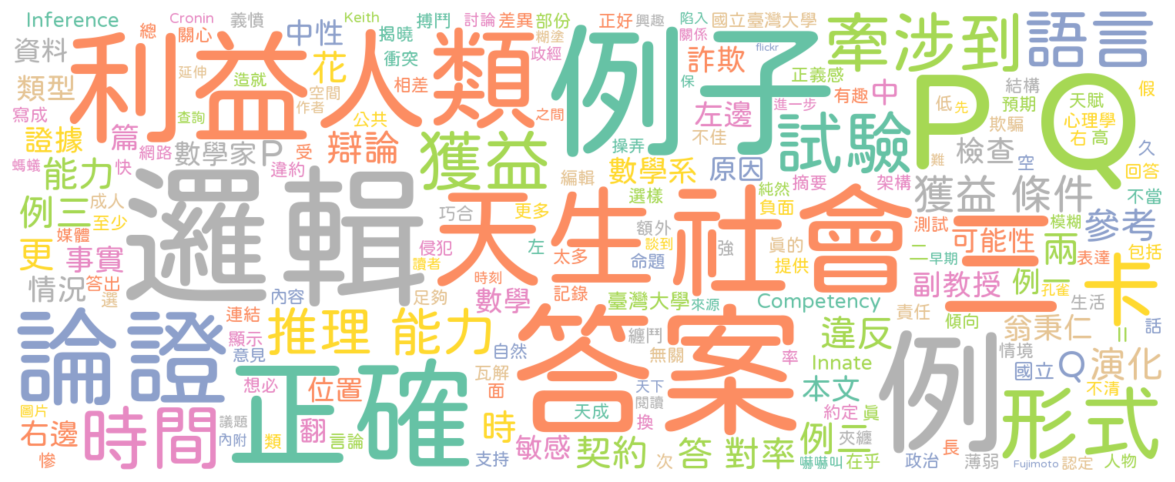 Inference
Cronin
義憤
Keith
討論
差異
部份
正好
興趣
陷入
國立臺灣大學
總
關心
中性
揭曉
搏鬥
糊塗
關係
flickr
資料
利益
人類
例子
牽涉到
語言
延伸
花
衝突
政經
詐欺
正義感
結構
假
類型
造就
空間
作者
相差
之間
保
有趣
中
低
先
預期
天賦
寫成
查詢
公共
左邊
進一步
P
Q
心理學
證據
篇
數學家
P
受
辯論
獲益
操弄
不佳
試驗
欺騙
右
高
螞蟻
網路
快
違約
編輯
數學系
原因
純然
難
檢查
空
久
能力
邏輯
天生
選樣
摘要
架構
獲益 條件
回答
成人
負面
不當
例三
至少
巧合
更多
額外
社會
測試
三
模糊
參考
媒體
侵犯
左
談到
強
真的
可能性
兩
更
事實
讀者
太多
命題
提供
二
早期
表達
包括
答出
情況
選
內容
足夠
時刻
記錄
副教授
例一
孔雀
卡
數學
臺灣大學
來源
Competency
責任
生活
論證
連結
推理 能力
答案
違反
傾向
翁秉仁
=
話
顯示
意見
自然
纏鬥
無關
率
Innate
例
情境
國立
Q
演化
想必
正確
瓦解
面
天下
本文
不清
圖片
時間
位置
天成
閱讀
約定
真
形式
右邊
議題
翻
時
換
例二
慘
內附
類
言論
支持
敏感
契約
次
答 對率
夾纏
嚇嚇叫
在乎
政治
長
薄弱
Fujimoto
認定
人物